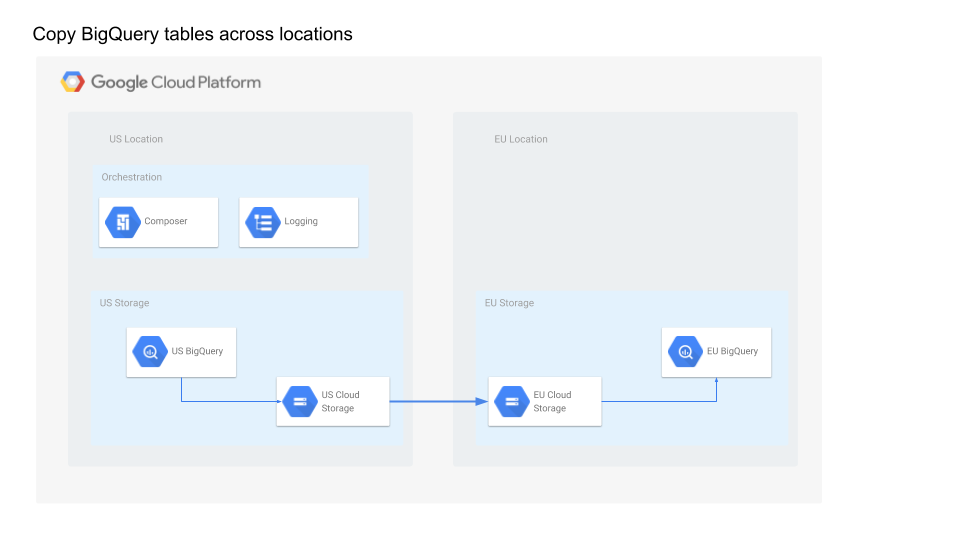 Copy BigQuery tables across locations
Google Cloud Platform
US Location
EU Location
Orchestration
Composer
Logging
US Storage
EU Storage
US BigQuery
EU BigQuery
US Cloud
Storage
EU Cloud
Storage